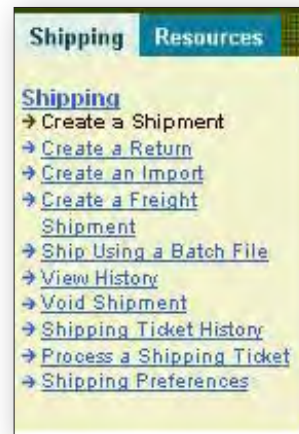 Shipping Resources
Shipping
→ Create a Shipment
→ Create a Return
→ Create an Import
→ Create a Freight
Shipment
→ Ship Using a Batch File
→ View History
→ Void Shipment
→ Shipping Ticket History
→ Process a Shipping Ticket
→ Shipping Preferences